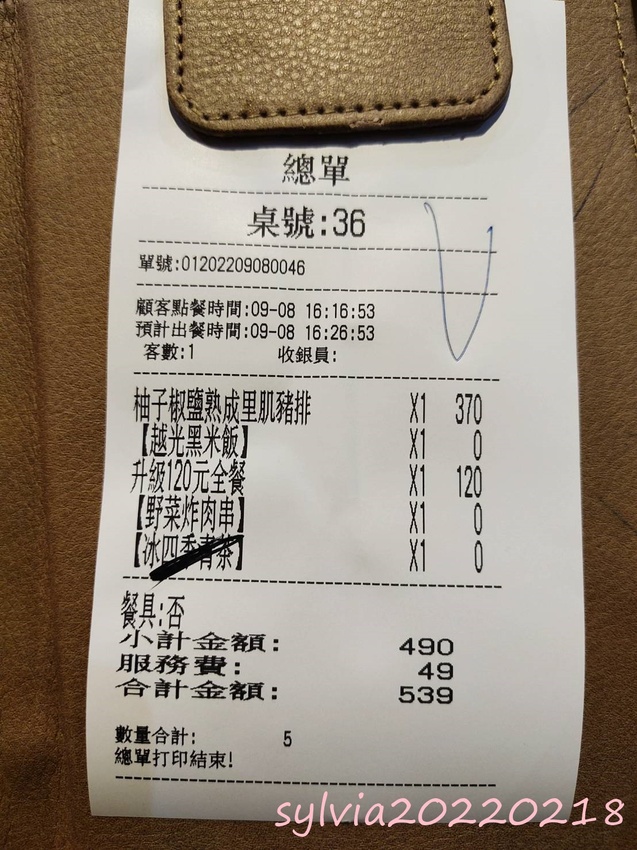 總單
桌號:36
單號:01202209080046
顧客點餐時間:09-08 16:16:53
預計出餐時間:09-08 16:26:53
客數:1 收銀員:
柚子椒鹽熟成里肌豬排 X1 370
【越光黑米飯】 X1 0
升級120元全餐 X1 120
【野菜炸肉串】 X1 0
【冰四季青茶】 X1 0
餐具:否
小計金額: 490
服務費: 49
合計金額: 539
數量合計: 5
總單打印結束!
sylvia20220218